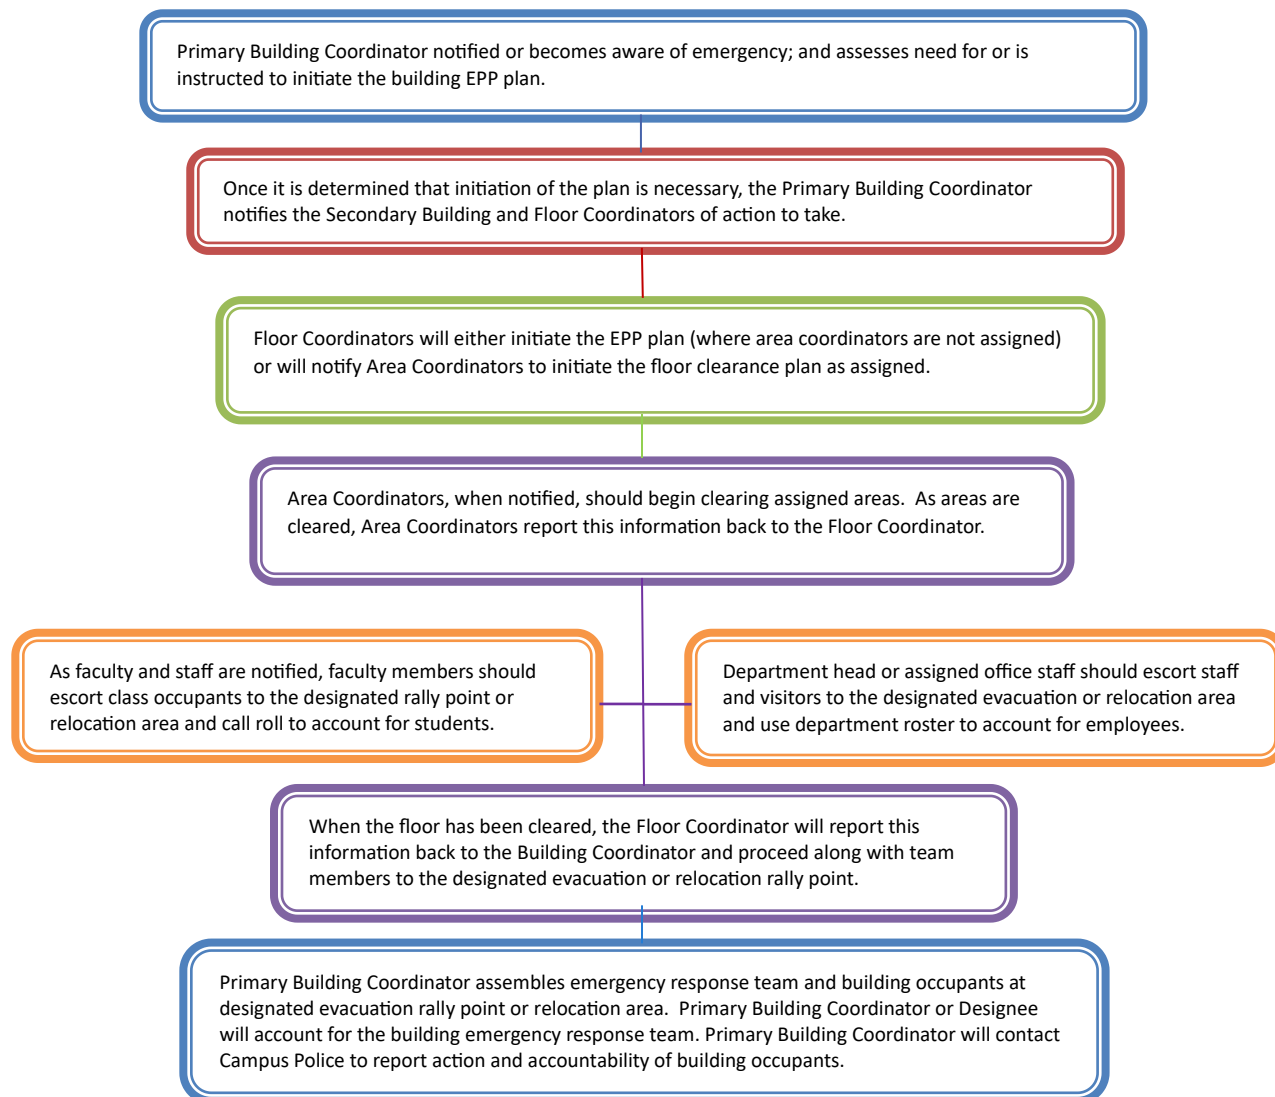 Primary Building Coordinator notified or becomes aware of emergency; and assesses need for or is
instructed to initiate the building EPP plan.
Once it is determined that initiation of the plan is necessary, the Primary Building Coordinator
notifies the Secondary Building and Floor Coordinators of action to take.
Floor Coordinators will either initiate the EPP plan (where area coordinators are not assigned)
or will notify Area Coordinators to initiate the floor clearance plan as assigned.
Area Coordinators, when notified, should begin clearing assigned areas.  As areas are
cleared, Area Coordinators report this information back to the Floor Coordinator.
As faculty and staff are notified, faculty members should
escort class occupants to the designated rally point or
relocation area and call roll to account for students.
Department head or assigned office staff should escort staff
and visitors to the designated evacuation or relocation area
and use department roster to account for employees.
When the floor has been cleared, the Floor Coordinator will report this
information back to the Building Coordinator and proceed along with team
members to the designated evacuation or relocation rally point.
Primary Building Coordinator assembles emergency response team and building occupants at
designated evacuation rally point or relocation area.  Primary Building Coordinator or Designee
will account for the building emergency response team. Primary Building Coordinator will contact
Campus Police to report action and accountability of building occupants.